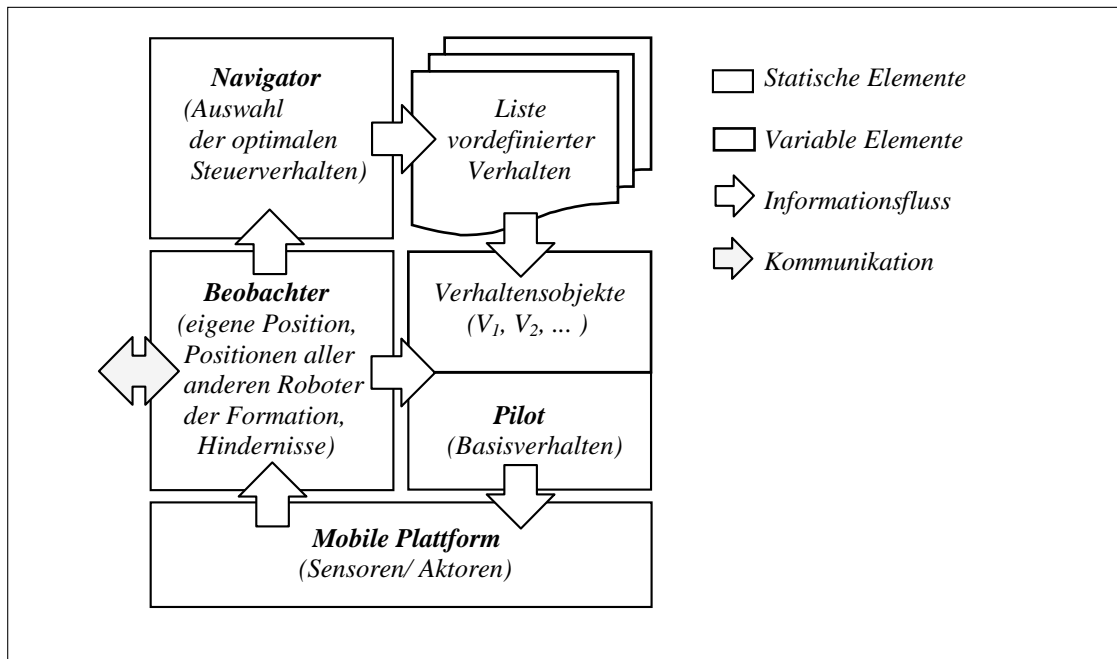 Navigator
(Auswahl
der optimalen
Steuerverhalten)
Liste
vordefinierter
Verhalten
Statische Elemente
Variable Elemente
Informationsfluss
Kommunikation
Beobachter
(eigene Position,
Positionen aller
anderen Roboter
der Formation,
Hindernisse)
Verhaltensobjekte
(V1, V2, ... )
Pilot
(Basisverhalten)
Mobile Plattform
(Sensoren/ Aktoren)